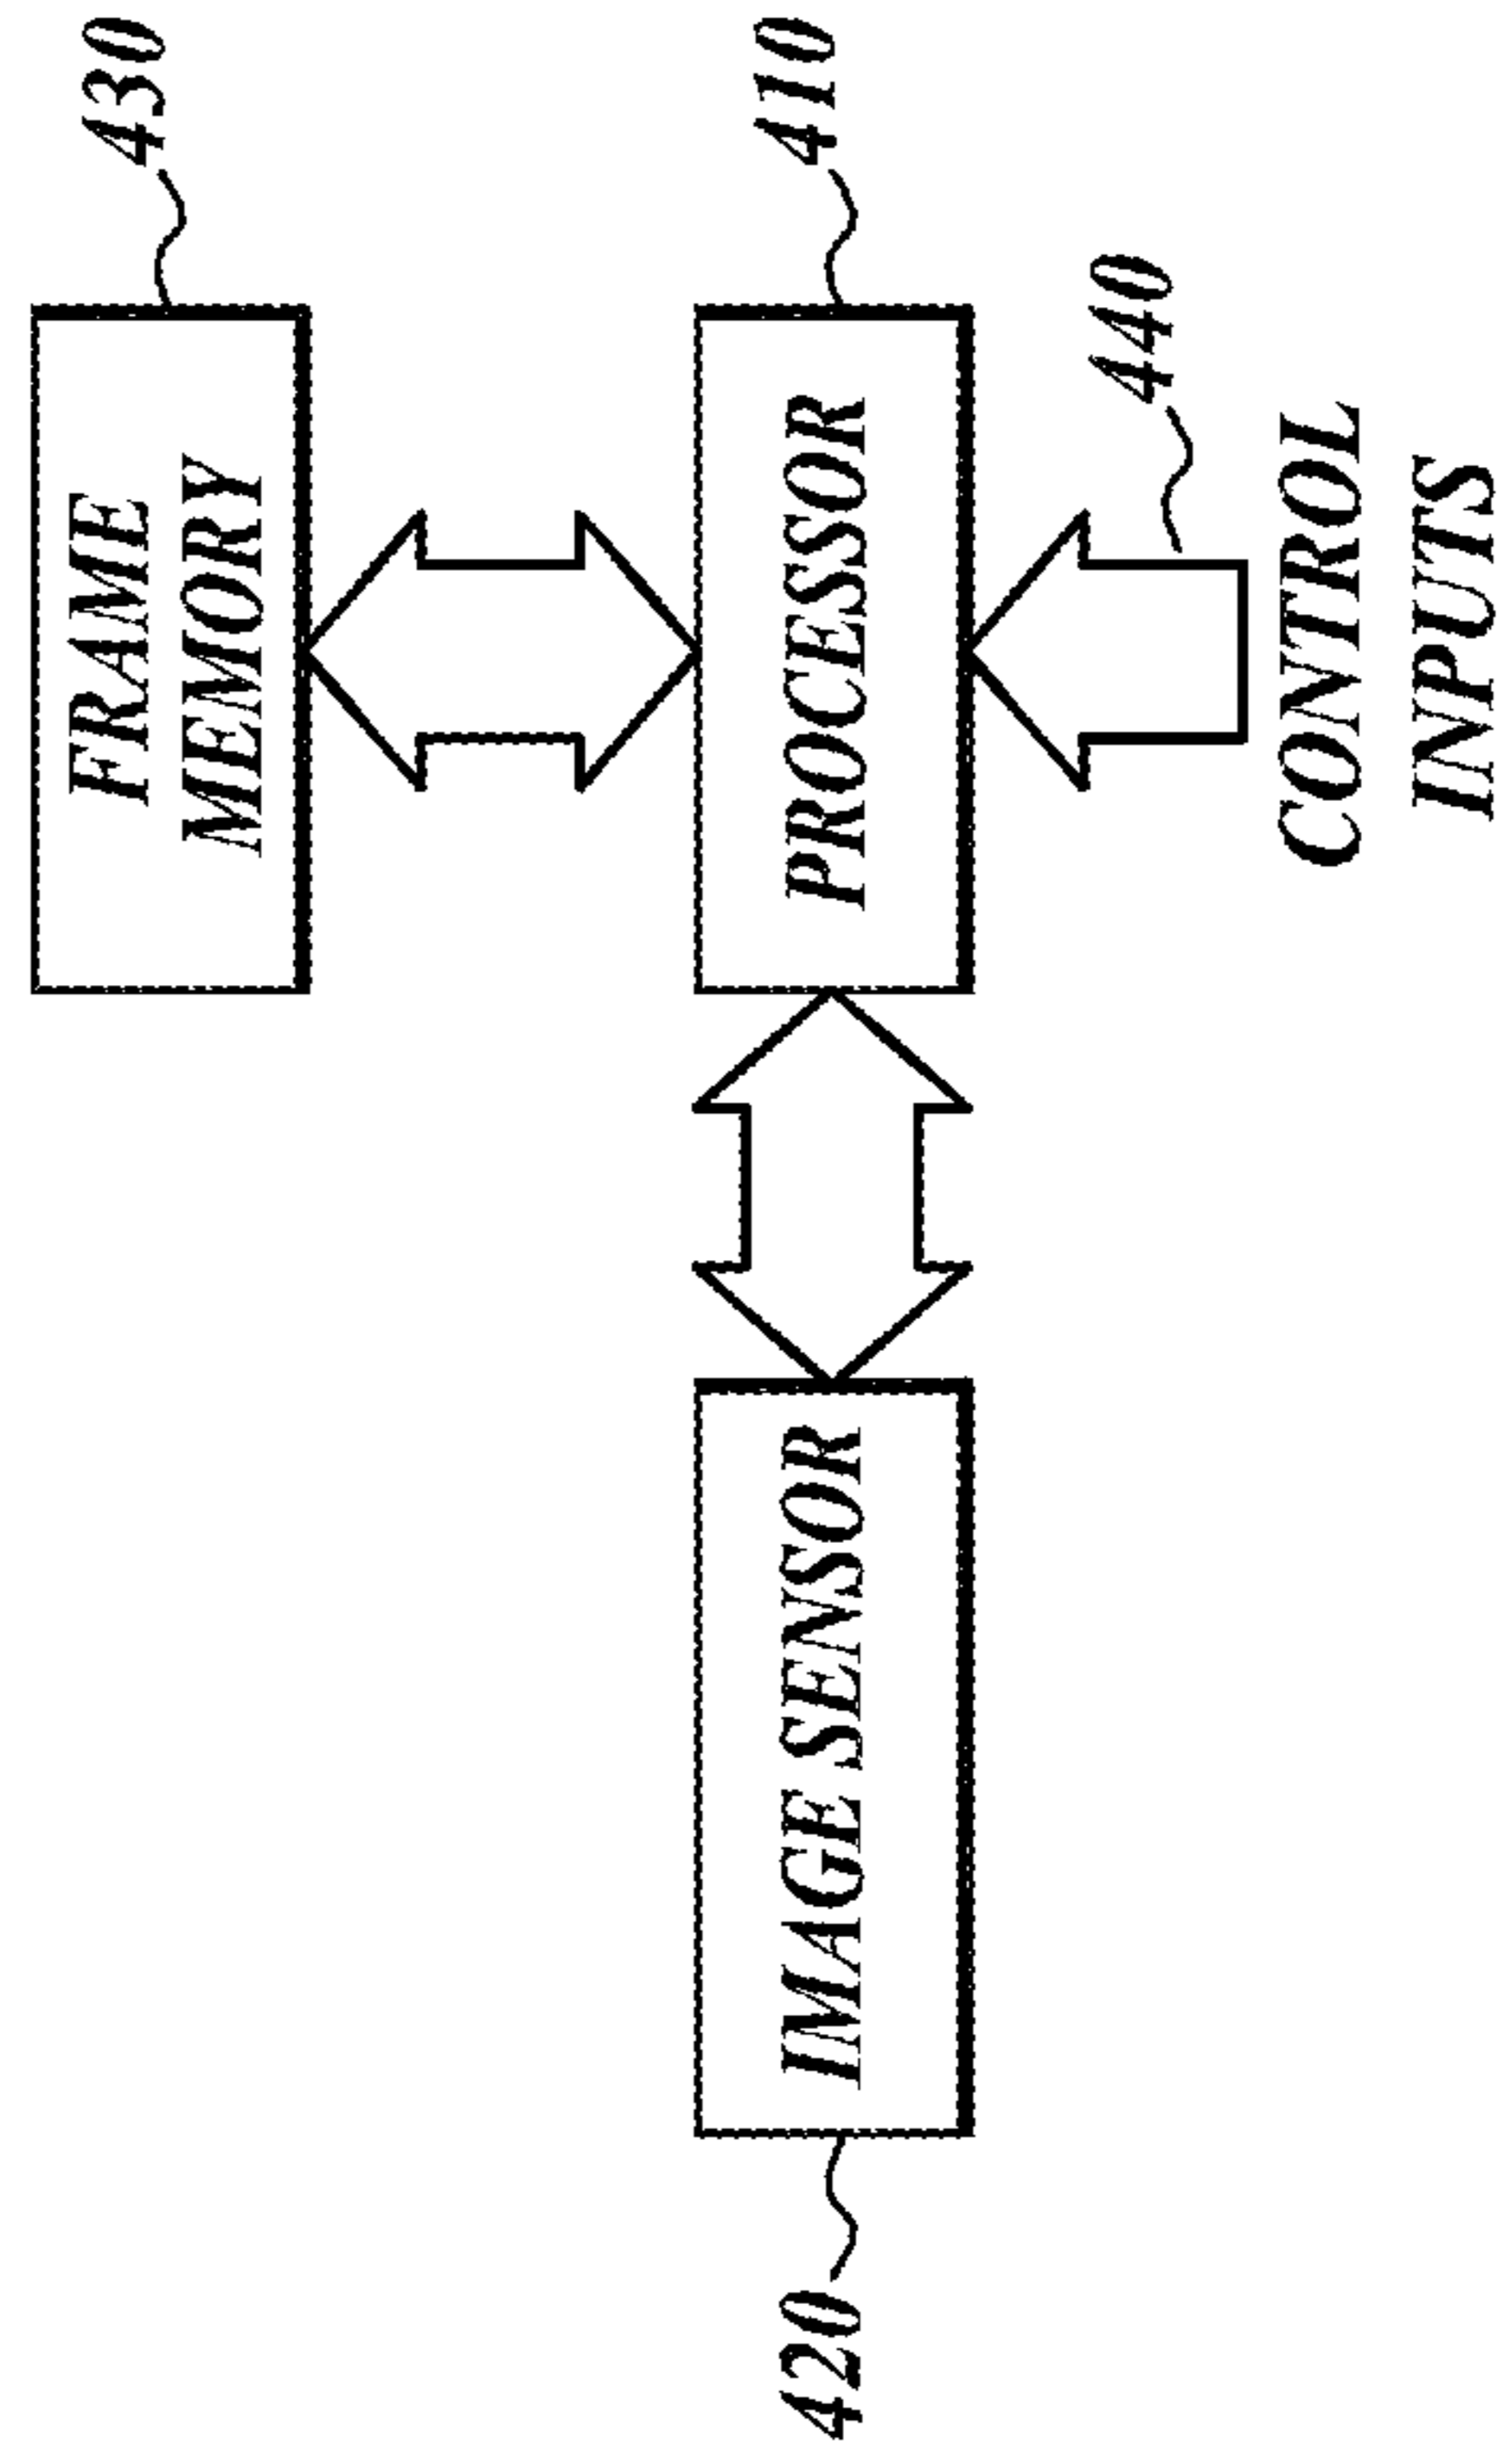 430
FRAME
MEMORY
420
IMAGE SENSOR
PROCESSOR
410
440
CONTROL
INPUTS